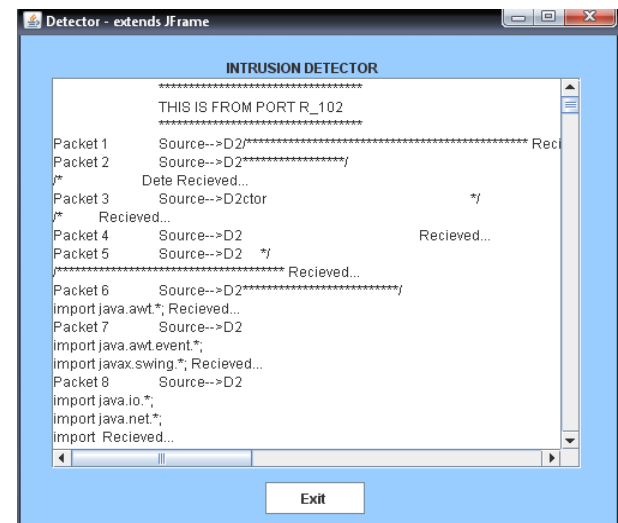 Detector - extends JFrame
INTRUSION DETECTOR
**********************************
THIS IS FROM PORT R_102
**********************************
Packet 1 Source-->D2/*********************************************** Reci
Packet 2 Source-->D2*****************/
/* Dete Recieved...
Packet 3 Source-->D2ctor */
/* Recieved...
Packet 4 Source-->D2 Recieved...
Packet 5 Source-->D2 */
/************************************** Recieved...
Packet 6 Source-->D2**************************/
import java.awt.*; Recieved...
Packet 7 Source-->D2
import java.awt.event.*;
import javax.swing.*; Recieved...
Packet 8 Source-->D2
import java.io.*;
import java.net.*;
import Recieved...
Exit